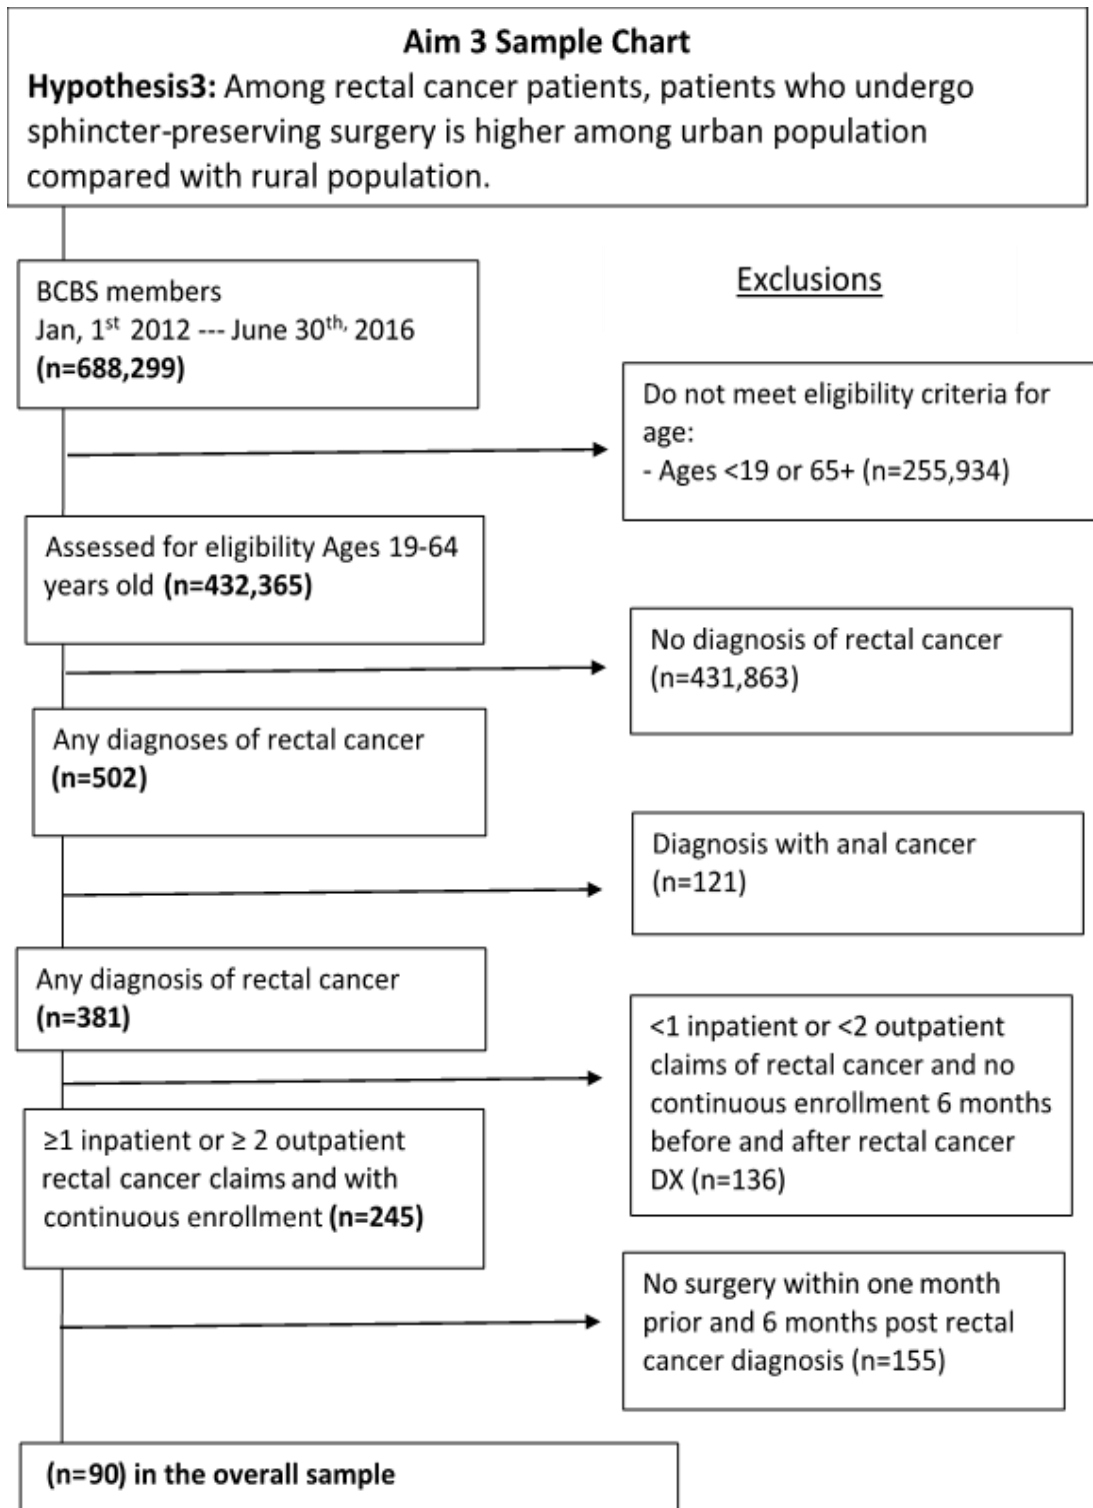 Aim 3 Sample Chart
Hypothesis3: Among rectal cancer patients, patients who undergo
sphincter-preserving surgery is higher among urban population
compared with rural population.
BCBS members
Jan, 1st 2012 --- June 30th, 2016
(n=688,299)
Exclusions
Do not meet eligibility criteria for
age:
- Ages <19 or 65+ (n=255,934)
Assessed for eligibility Ages 19-64
years old (n=432,365)
No diagnosis of rectal cancer
(n=431,863)
Any diagnoses of rectal cancer
(n=502)
Diagnosis with anal cancer
(n=121)
Any diagnosis of rectal cancer
(n=381)
<1 inpatient or <2 outpatient
claims of rectal cancer and no
continuous enrollment 6 months
before and after rectal cancer
DX (n=136)
≥1 inpatient or ≥ 2 outpatient
rectal cancer claims and with
continuous enrollment (n=245)
No surgery within one month
prior and 6 months post rectal
cancer diagnosis (n=155)
(n=90) in the overall sample